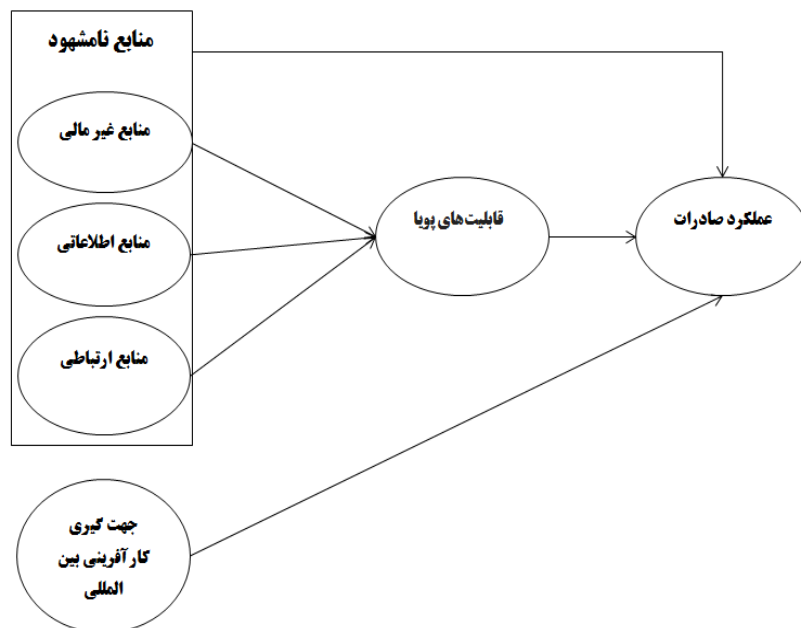 منابع نامشهود
منابع غیر مالی
منابع اطلاعاتی
منابع ارتباطی
قابلیت‌های پویا
عملکرد صادرات
جهت گیری
کارآفرینی بین
المللی